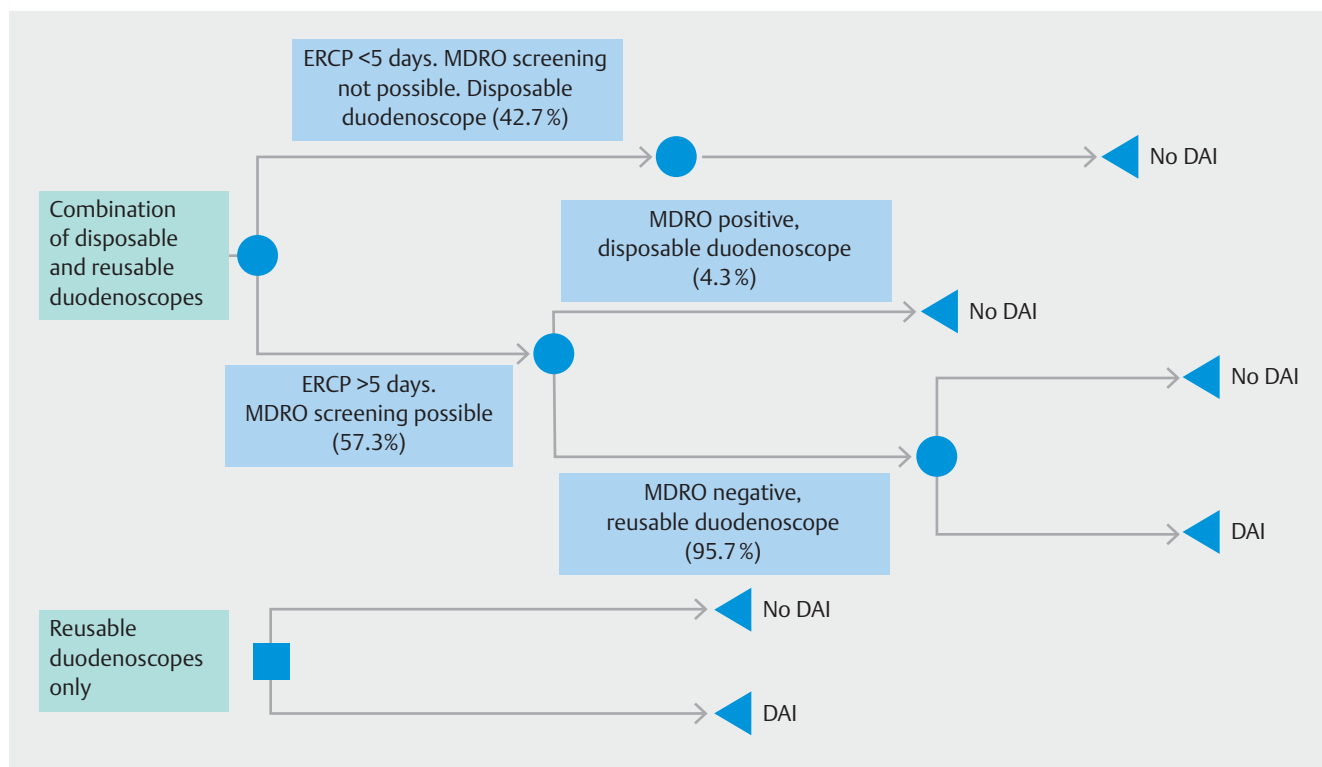 ERCP <5 days. MDRO screening
not possible. Disposable
duodenoscope (42.7 %)
No DAI
Combination
of disposable
and reusable
duodenoscopes
MDRO positive,
disposable duodenoscope
(4.3 %)
No DAI
ERCP >5 days.
MDRO screening possible
(57.3%)
No DAI
MDRO negative,
reusable duodenoscope
(95.7 %)
DAI
Reusable
duodenoscopes
only
No DAI
DAI